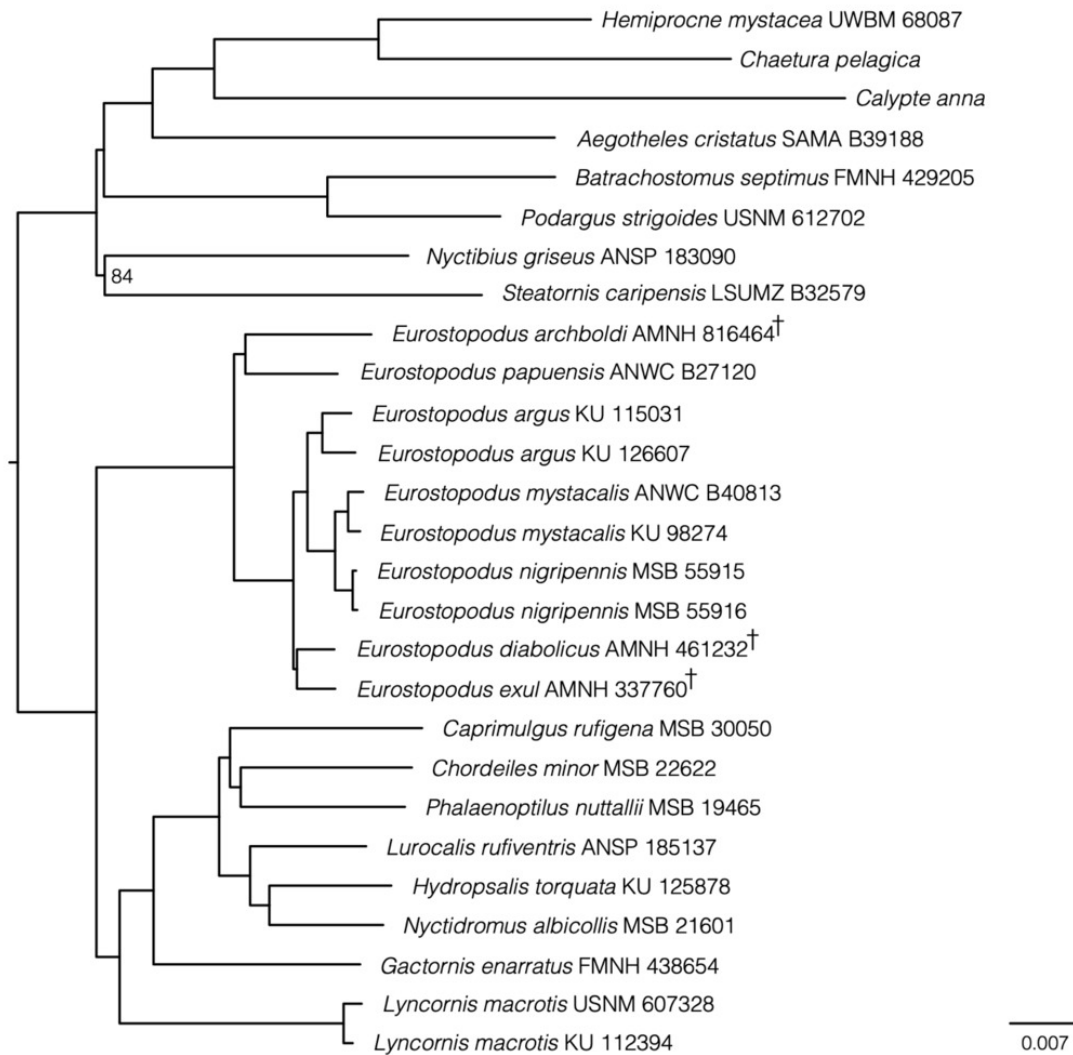 Hemiprocne mystacea UWBM 68087
Chaetura pelagica
Calypte anna
Aegotheles cristatus SAMA B39188
Batrachostomus septimus FMNH 429205
Podargus strigoides USNM 612702
Nyctibius griseus ANSP 183090
84
Steatornis caripensis LSUMZ B32579
Eurostopodus archboldi AMNH 816464†
Eurostopodus papuensis ANWC B27120
Eurostopodus argus KU 115031
Eurostopodus argus KU 126607
Eurostopodus mystacalis ANWC B40813
Eurostopodus mystacalis KU 98274
Eurostopodus nigripennis MSB 55915
Eurostopodus nigripennis MSB 55916
Eurostopodus diabolicus AMNH 461232†
Eurostopodus exul AMNH 337760†
Caprimulgus rufigena MSB 30050
Chordeiles minor MSB 22622
Phalaenoptilus nuttallii MSB 19465
Lurocalis rufiventris ANSP 185137
Hydropsalis torquata KU 125878
Nyctidromus albicollis MSB 21601
Gactornis enarratus FMNH 438654
Lyncornis macrotis USNM 607328
Lyncornis macrotis KU 112394
0.007